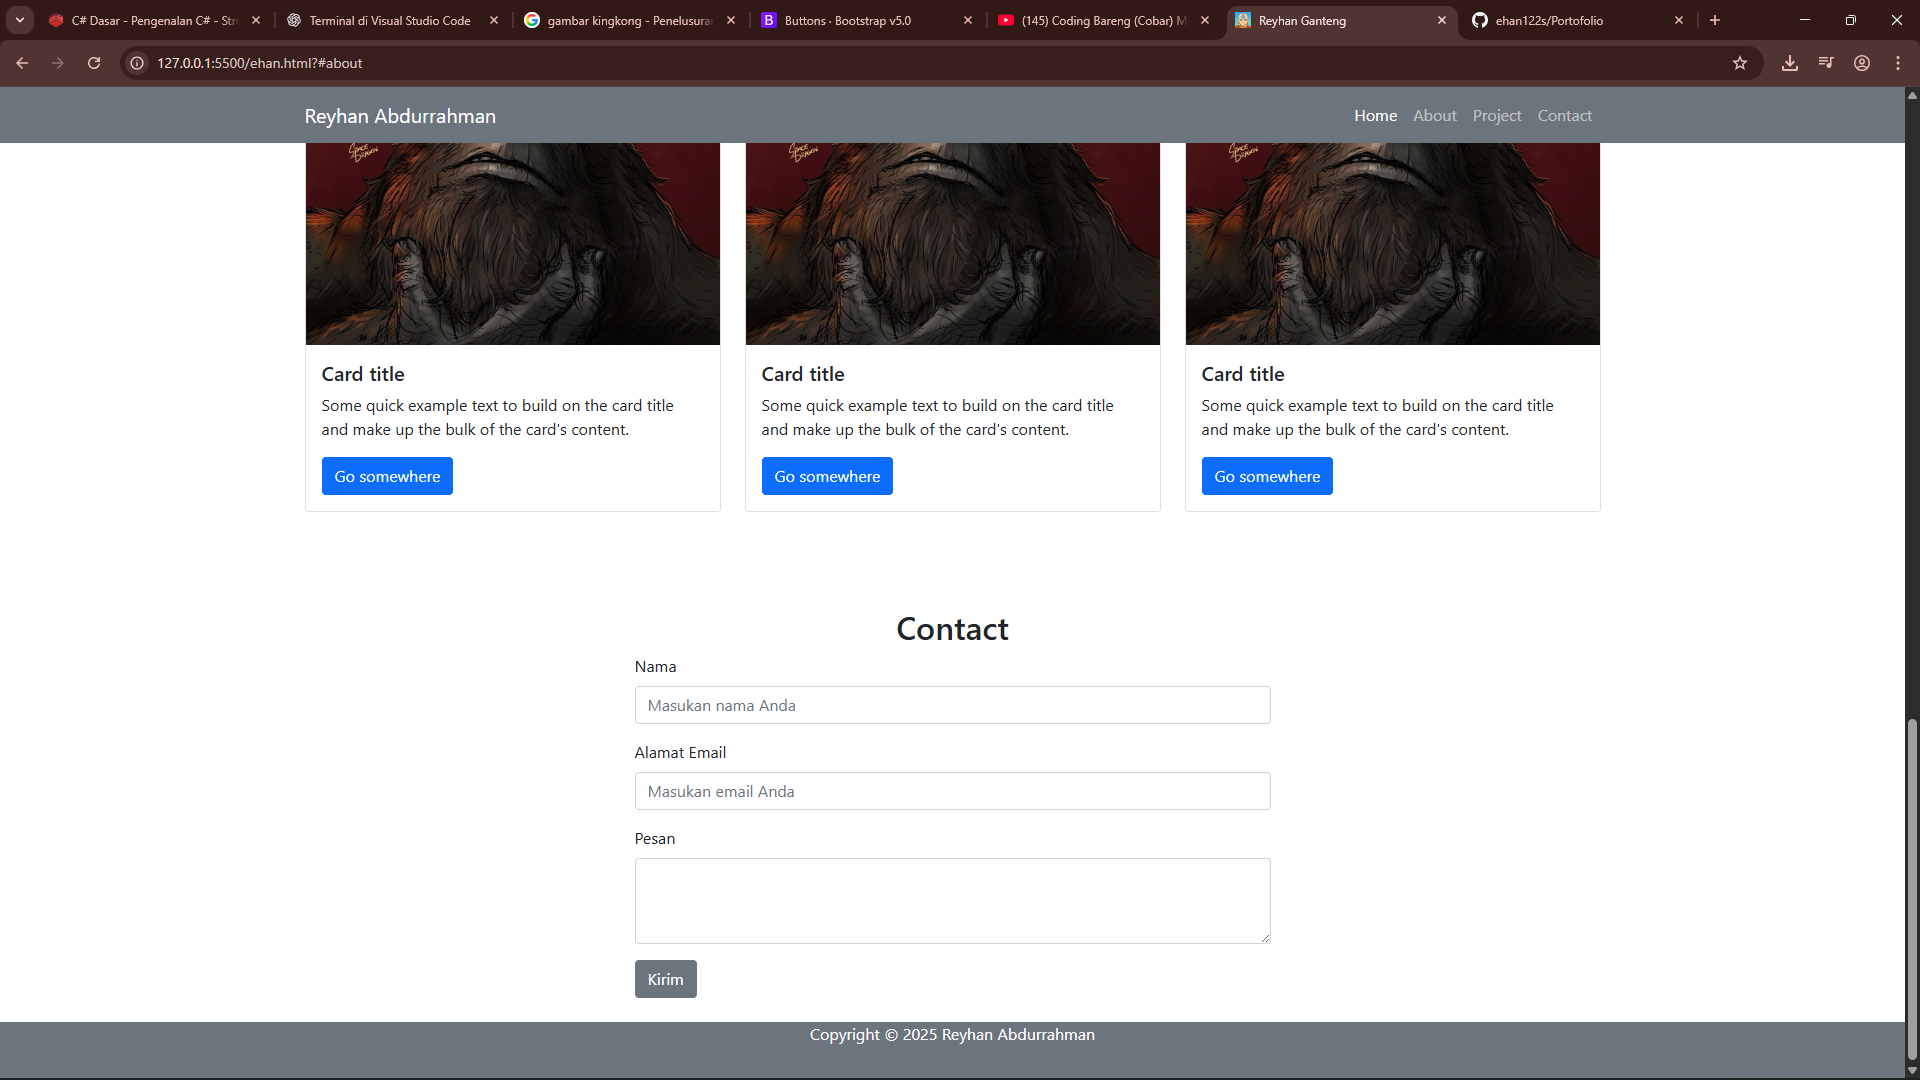 C# Dasar - Pengenalan C# - Str
Terminal di Visual Studio Code
gambar kingkong - Penelusuran
Buttons · Bootstrap v5.0
(145) Coding Bareng (Cobar) M
Reyhan Ganteng
ehan122s/Portofolio
127.0.0.1:5500/ehan.html?#about
Reyhan Abdurrahman
Home About Project Contact
Card title
Some quick example text to build on the card title
and make up the bulk of the card's content.
Go somewhere
Card title
Some quick example text to build on the card title
and make up the bulk of the card's content.
Go somewhere
Card title
Some quick example text to build on the card title
and make up the bulk of the card's content.
Go somewhere
Contact
Nama
Masukan nama Anda
Alamat Email
Masukan email Anda
Pesan
Kirim
Copyright © 2025 Reyhan Abdurrahman